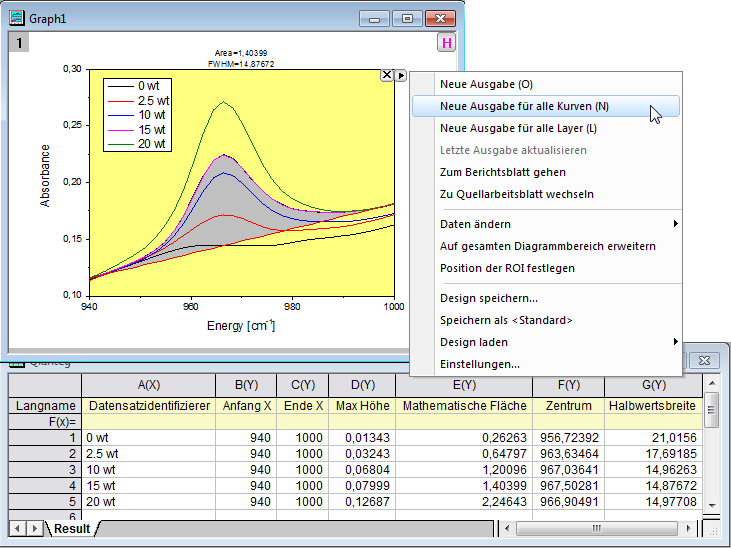 Graph1
1
H
Area=1,40399
FWHM=14,87672
0,30
0,25
0,20
0,15
0,10
Absorbance
0 wt
2.5 wt
10 wt
15 wt
20 wt
940
960
980
1000
Energy [cm⁻¹]
Neue Ausgabe (O)
Neue Ausgabe für alle Kurven (N)
Neue Ausgabe für alle Layer (L)
Letzte Ausgabe aktualisieren
Zum Berichtsblatt gehen
Zu Quellarbeitsblatt wechseln
Daten ändern
Auf gesamten Diagrammbereich erweitern
Position der ROI festlegen
Design speichern...
Speichern als <Standard>
Design laden
Einstellungen...
A(X) B(Y) C(Y) D(Y) E(Y) F(Y) G(Y)
Langname Datensatzidentifizierer Anfang X Ende X Max Höhe Mathematische Fläche Zentrum Halbwertsbreite
F(x)=
1 0 wt 940 1000 0,01343 0,26263 956,72392 21,0156
2 2.5 wt 940 1000 0,03243 0,64797 963,63464 17,69185
3 10 wt 940 1000 0,06804 1,20096 967,03641 14,96263
4 15 wt 940 1000 0,07999 1,40399 967,50281 14,87672
5 20 wt 940 1000 0,12687 2,24643 966,90491 14,97708
6
Result